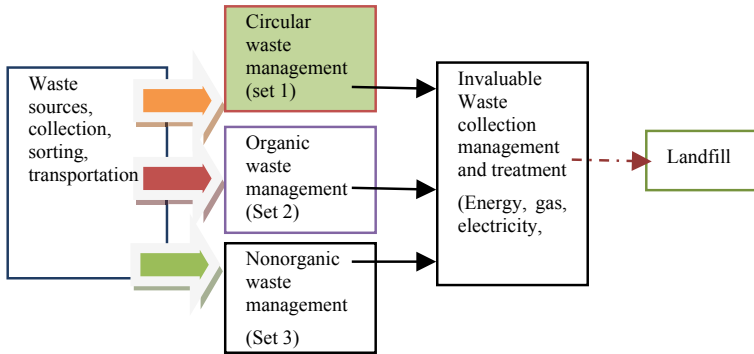 Waste
sources,
collection,
sorting,
transportation
Circular
waste
management
(set 1)
Organic
waste
management
(Set 2)
Nonorganic
waste
management
(Set 3)
Invaluable
Waste
collection
management
and treatment
(Energy, gas,
electricity,
Landfill